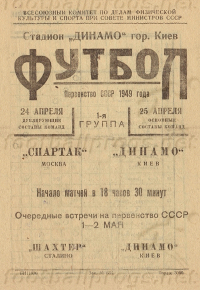 ВСЕСОЮЗНЫЙ КОМИТЕТ ПО ДЕЛАМ ФИЗИЧЕСКОЙ
КУЛЬТУРЫ И СПОРТА ПРИ СОВЕТЕ МИНИСТРОВ СССР
Стадион „ДИНАМО“ гор. Киев
ФУТБОЛ
Первенство СССР 1949 года
24 АПРЕЛЯ
СОСТАВЫ КОМАНД
1-я
ГРУППА
25 АПРЕЛЯ
ОСНОВНЫЕ
СОСТАВЫ КОМАНД
„СПАРТАК“
МОСКВА
„ДИНАМО“
КИЕВ
Начало матчей в 18 часов 30 минут
Очередные встречи на первенство СССР
1—2 МАЯ
„ШАХТЕР“
СТАЛИНО
„ДИНАМО“
КИЕВ